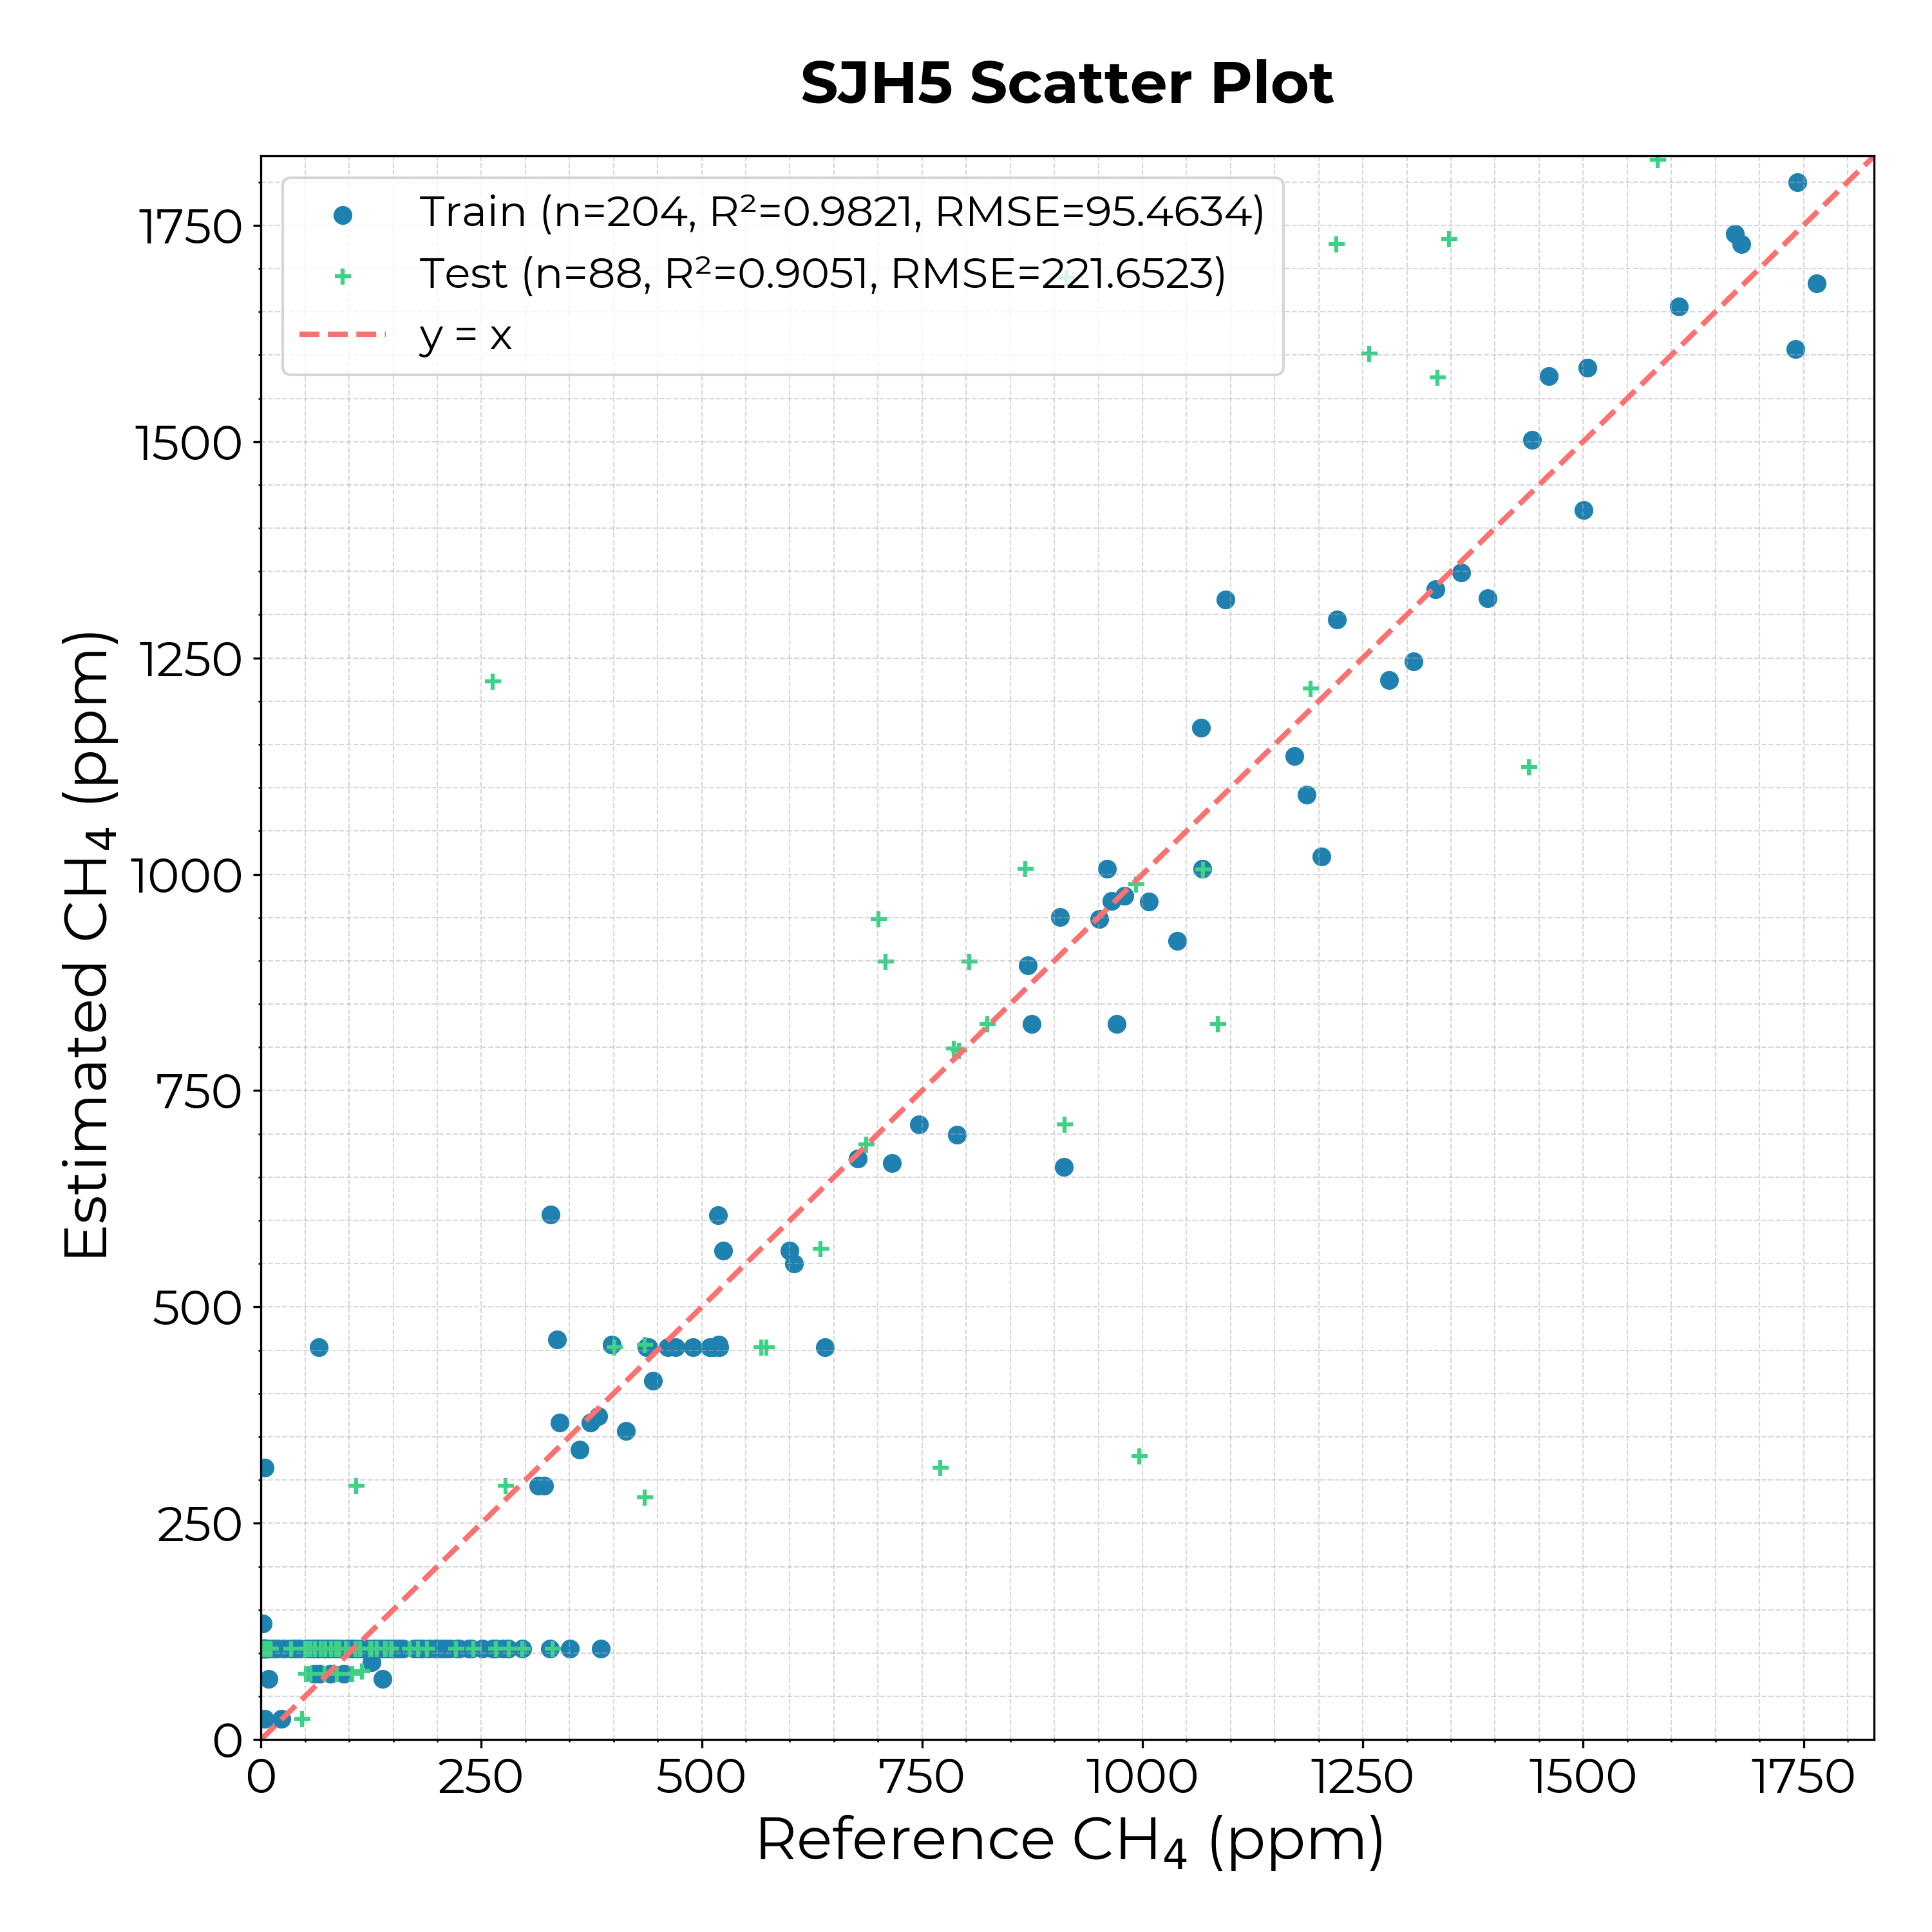 SJH5 Scatter Plot
Train (n=204, R²=0.9821, RMSE=95.4634)
Test (n=88, R²=0.9051, RMSE=221.6523)
y = x
Estimated CH₄ (ppm)
1750
1500
1250
1000
750
500
250
0
0 250 500 750 1000 1250 1500 1750
Reference CH₄ (ppm)